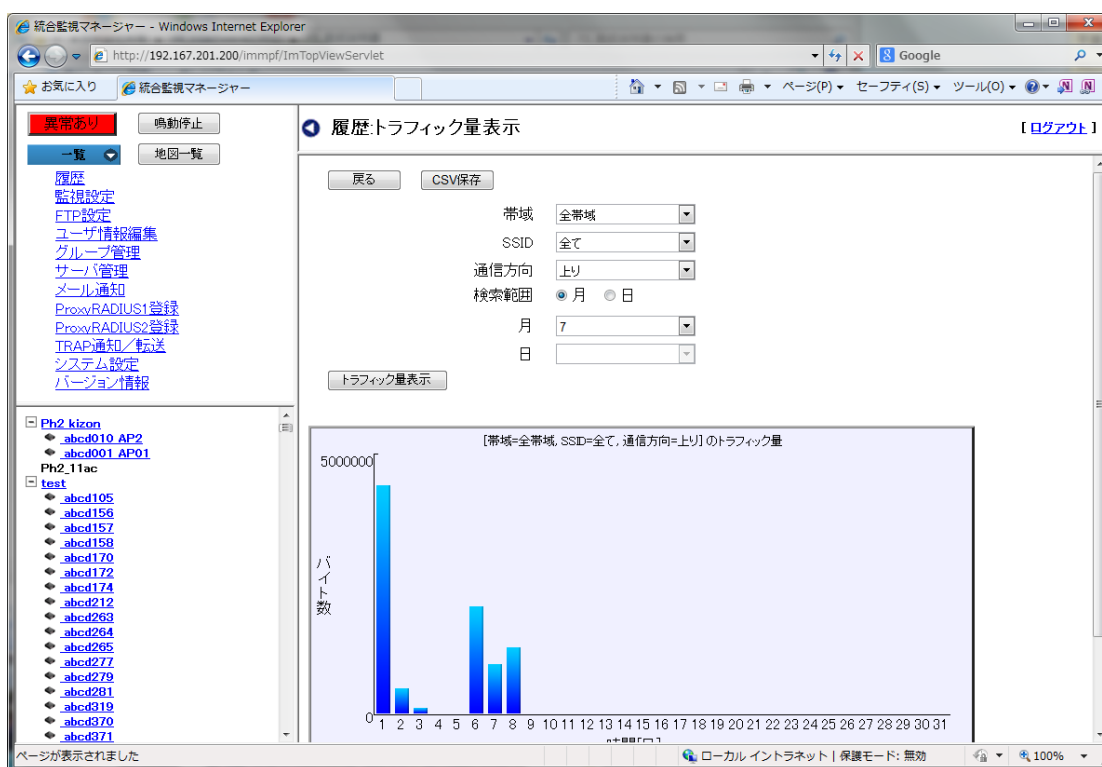 統合監視マネージャー - Windows Internet Explorer
http://192.167.201.200/immpf/ImTopViewServlet
Google
お気に入り 統合監視マネージャー ページ(P) セーフティ(S) ツール(O)
異常あり 鳴動停止
一覧 地図一覧
履歴
監視設定
FTP設定
ユーザ情報編集
グループ管理
サーバ管理
メール通知
ProxyRADIUS1登録
ProxyRADIUS2登録
TRAP通知/転送
システム設定
バージョン情報
Ph2 kizon
abcd010 AP2
abcd001 AP01
Ph2_11ac
test
abcd105
abcd156
abcd157
abcd158
abcd170
abcd172
abcd174
abcd212
abcd263
abcd264
abcd265
abcd277
abcd279
abcd281
abcd319
abcd370
abcd371
履歴:トラフィック量表示 [ ログアウト ]
戻る CSV保存
帯域 全帯域
SSID 全て
通信方向 上り
検索範囲 月 日
月 7
日
トラフィック量表示
[帯域=全帯域, SSID=全て, 通信方向=上り] のトラフィック量
5000000
バイト数
0
1 2 3 4 5 6 7 8 9 10 11 12 13 14 15 16 17 18 19 20 21 22 23 24 25 26 27 28 29 30 31
ページが表示されました ローカル イントラネット | 保護モード: 無効 100%